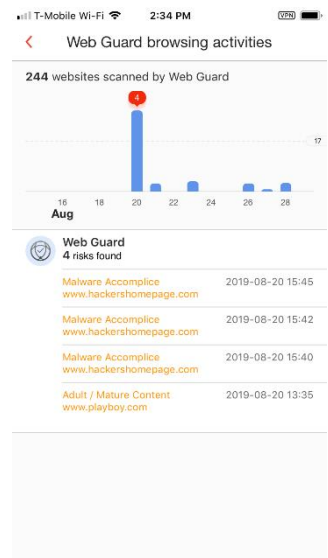 T-Mobile Wi-Fi 2:34 PM VPN
Web Guard browsing activities
244 websites scanned by Web Guard
4
17
16 18 20 22 24 26 28
Aug
Web Guard
4 risks found
Malware Accomplice 2019-08-20 15:45
www.hackershomepage.com
Malware Accomplice 2019-08-20 15:42
www.hackershomepage.com
Malware Accomplice 2019-08-20 15:40
www.hackershomepage.com
Adult / Mature Content 2019-08-20 13:35
www.playboy.com